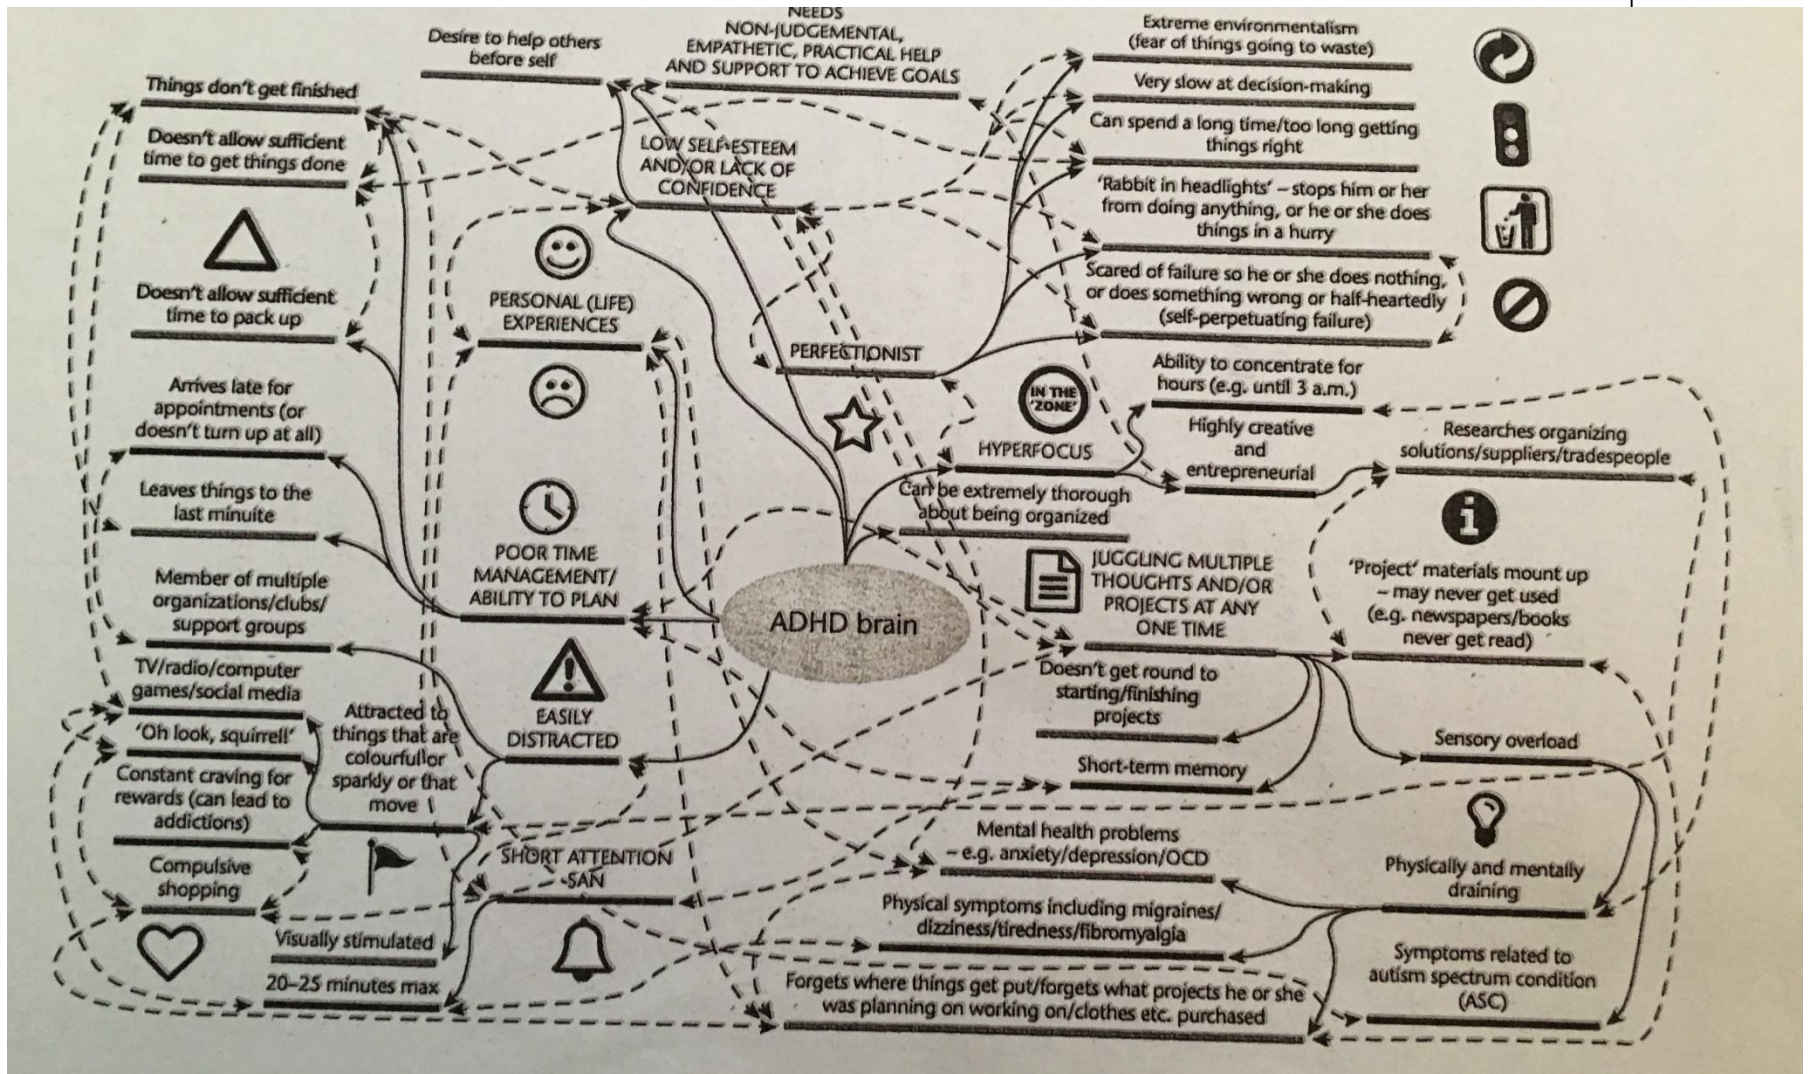 NEEDS
NON-JUDGEMENTAL,
EMPATHETIC, PRACTICAL HELP
AND SUPPORT TO ACHIEVE GOALS
Desire to help others
before self
Things don't get finished
Doesn't allow sufficient
time to get things done
Doesn't allow sufficient
time to pack up
Arrives late for
appointments (or
doesn't turn up at all)
Leaves things to the
last minuite
Member of multiple
organizations/clubs/
support groups
TV/radio/computer
games/social media
'Oh look, squirrel!'
Constant craving for
rewards (can lead to
addictions)
Compulsive
shopping
Visually stimulated
20–25 minutes max
Attracted to
things that are
colourful or
sparkly or that
move
LOW SELF-ESTEEM
AND/OR LACK OF
CONFIDENCE
PERSONAL (LIFE)
EXPERIENCES
POOR TIME
MANAGEMENT/
ABILITY TO PLAN
EASILY
DISTRACTED
SHORT ATTENTION
SAN
ADHD brain
PERFECTIONIST
IN THE
'ZONE'
HYPERFOCUS
Can be extremely thorough
about being organized
JUGGLING MULTIPLE
THOUGHTS AND/OR
PROJECTS AT ANY
ONE TIME
Extreme environmentalism
(fear of things going to waste)
Very slow at decision-making
Can spend a long time/too long getting
things right
'Rabbit in headlights' – stops him or her
from doing anything, or he or she does
things in a hurry
Scared of failure so he or she does nothing,
or does something wrong or half-heartedly
(self-perpetuating failure)
Ability to concentrate for
hours (e.g. until 3 a.m.)
Highly creative
and
entrepreneurial
Researches organizing
solutions/suppliers/tradespeople
i
'Project' materials mount up
– may never get used
(e.g. newspapers/books
never get read)
Doesn't get round to
starting/finishing
projects
Short-term memory
Sensory overload
Mental health problems
– e.g. anxiety/depression/OCD
Physical symptoms including migraines/
dizziness/tiredness/fibromyalgia
Forgets where things get put/forgets what projects he or she
was planning on working on/clothes etc. purchased
Physically and mentally
draining
Symptoms related to
autism spectrum condition
(ASC)